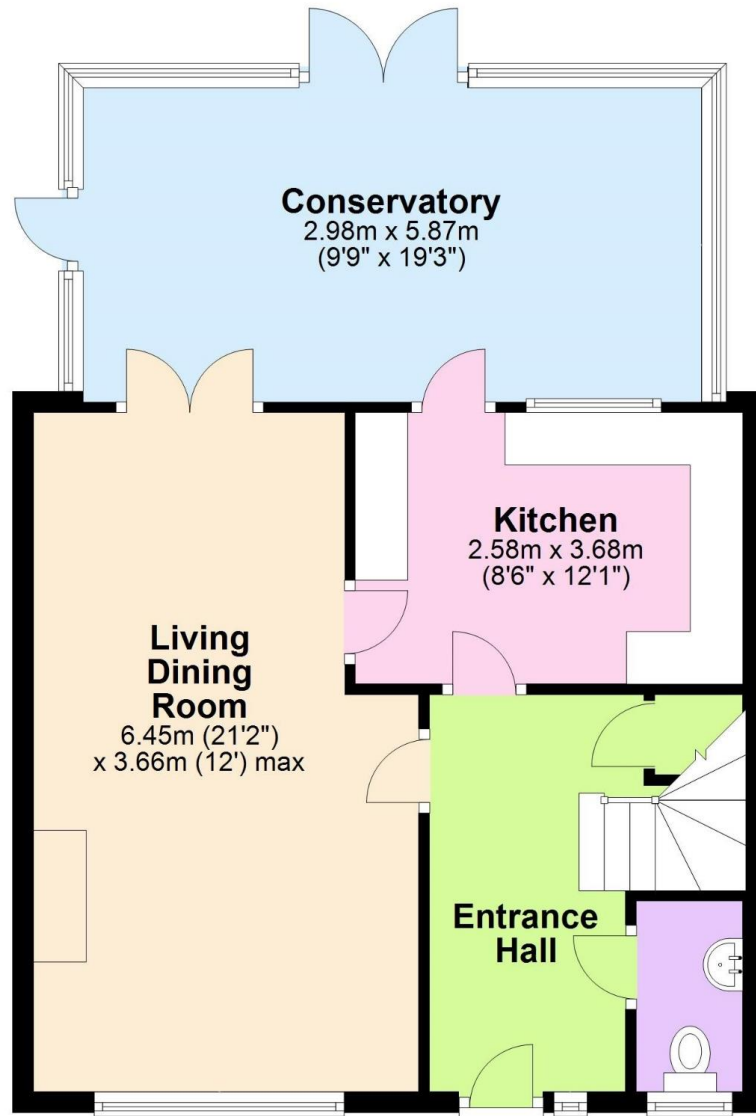 Conservatory
2.98m x 5.87m
(9'9" x 19'3")
Kitchen
2.58m x 3.68m
(8'6" x 12'1")
Living
Dining
Room
6.45m (21'2")
x 3.66m (12') max
Entrance
Hall